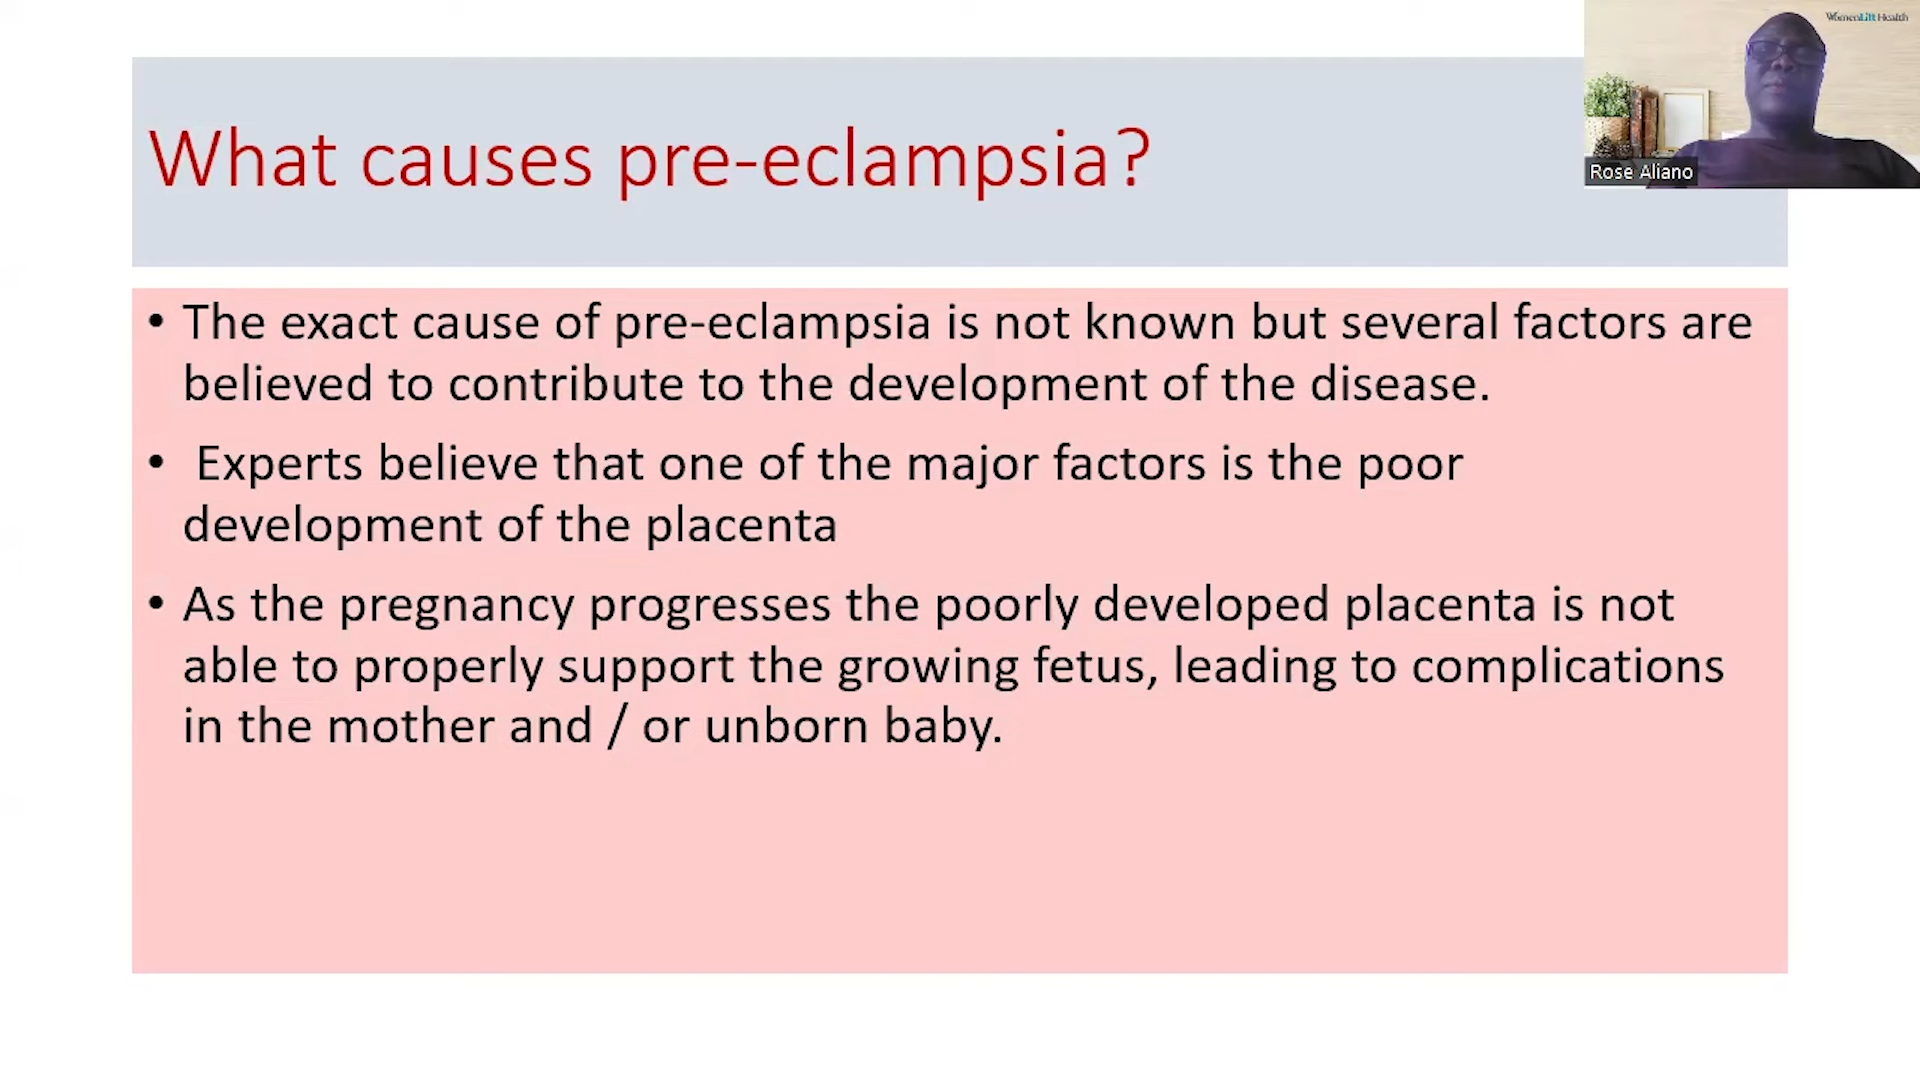 WomenLift Health
What causes pre-eclampsia?
Rose Aliano
• The exact cause of pre-eclampsia is not known but several factors are
believed to contribute to the development of the disease.
• Experts believe that one of the major factors is the poor
development of the placenta
• As the pregnancy progresses the poorly developed placenta is not
able to properly support the growing fetus, leading to complications
in the mother and / or unborn baby.